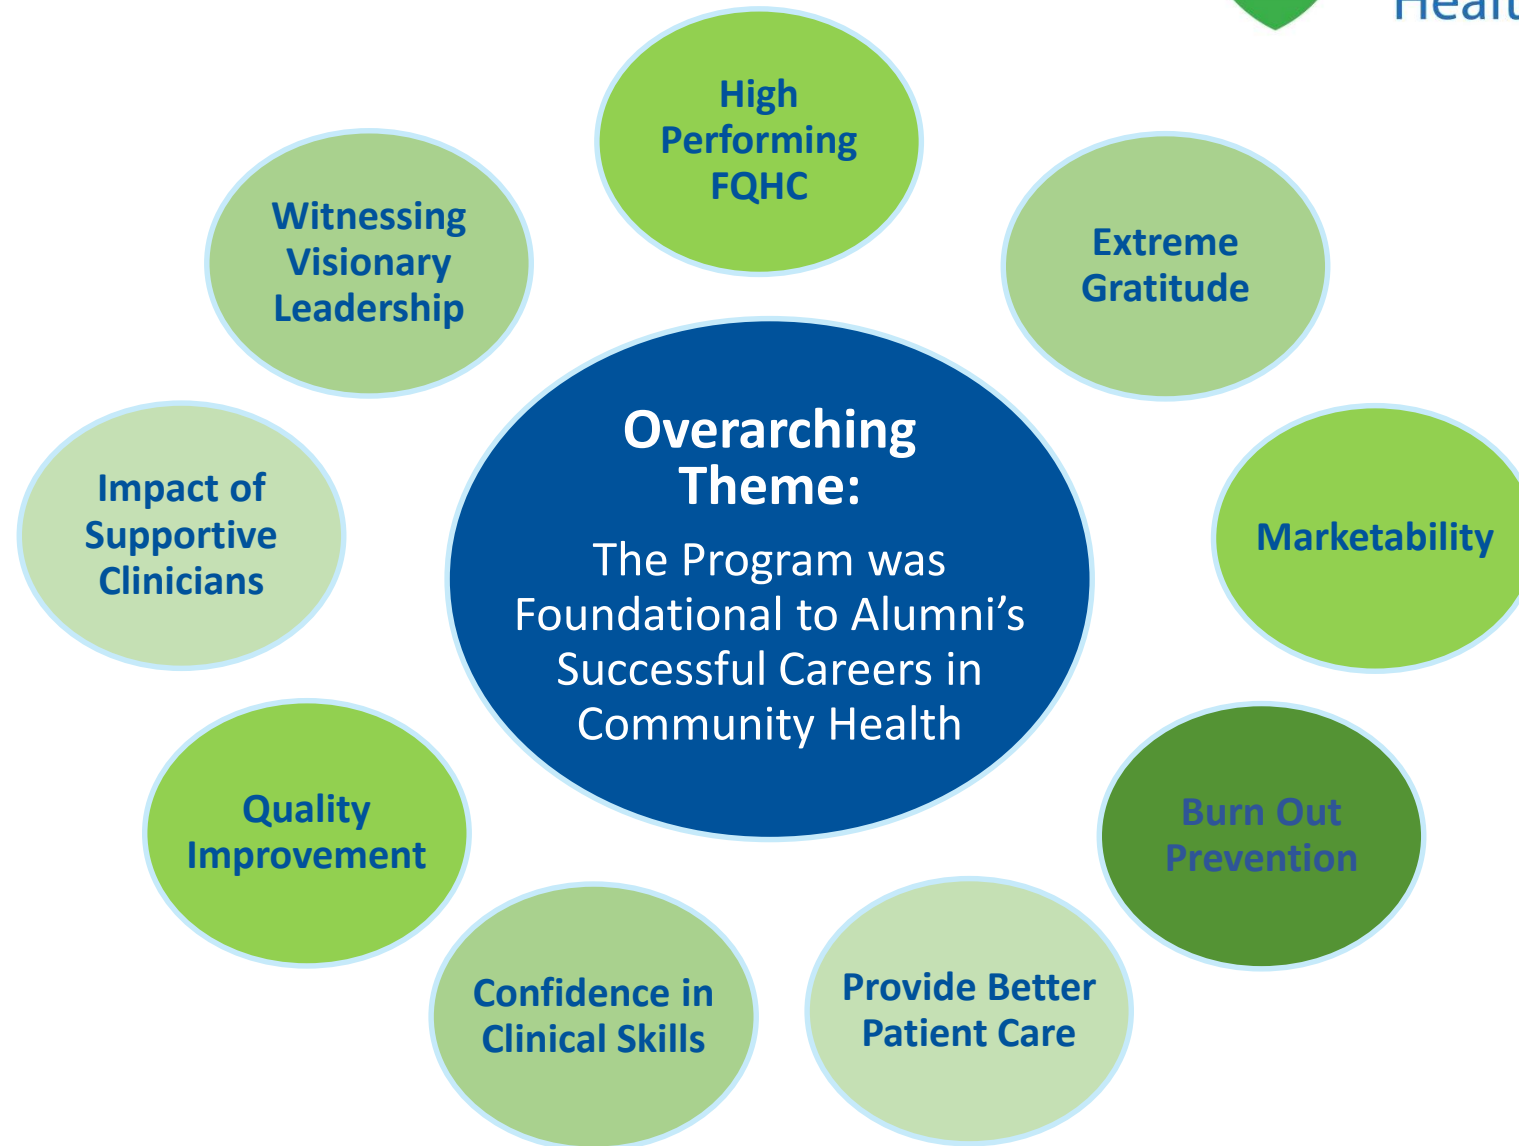 Healt
High
Performing
FQHC
Witnessing
Visionary
Leadership
Extreme
Gratitude
Overarching
Theme:
The Program was
Foundational to Alumni’s
Successful Careers in
Community Health
Impact of
Supportive
Clinicians
Marketability
Quality
Improvement
Burn Out
Prevention
Confidence in
Clinical Skills
Provide Better
Patient Care